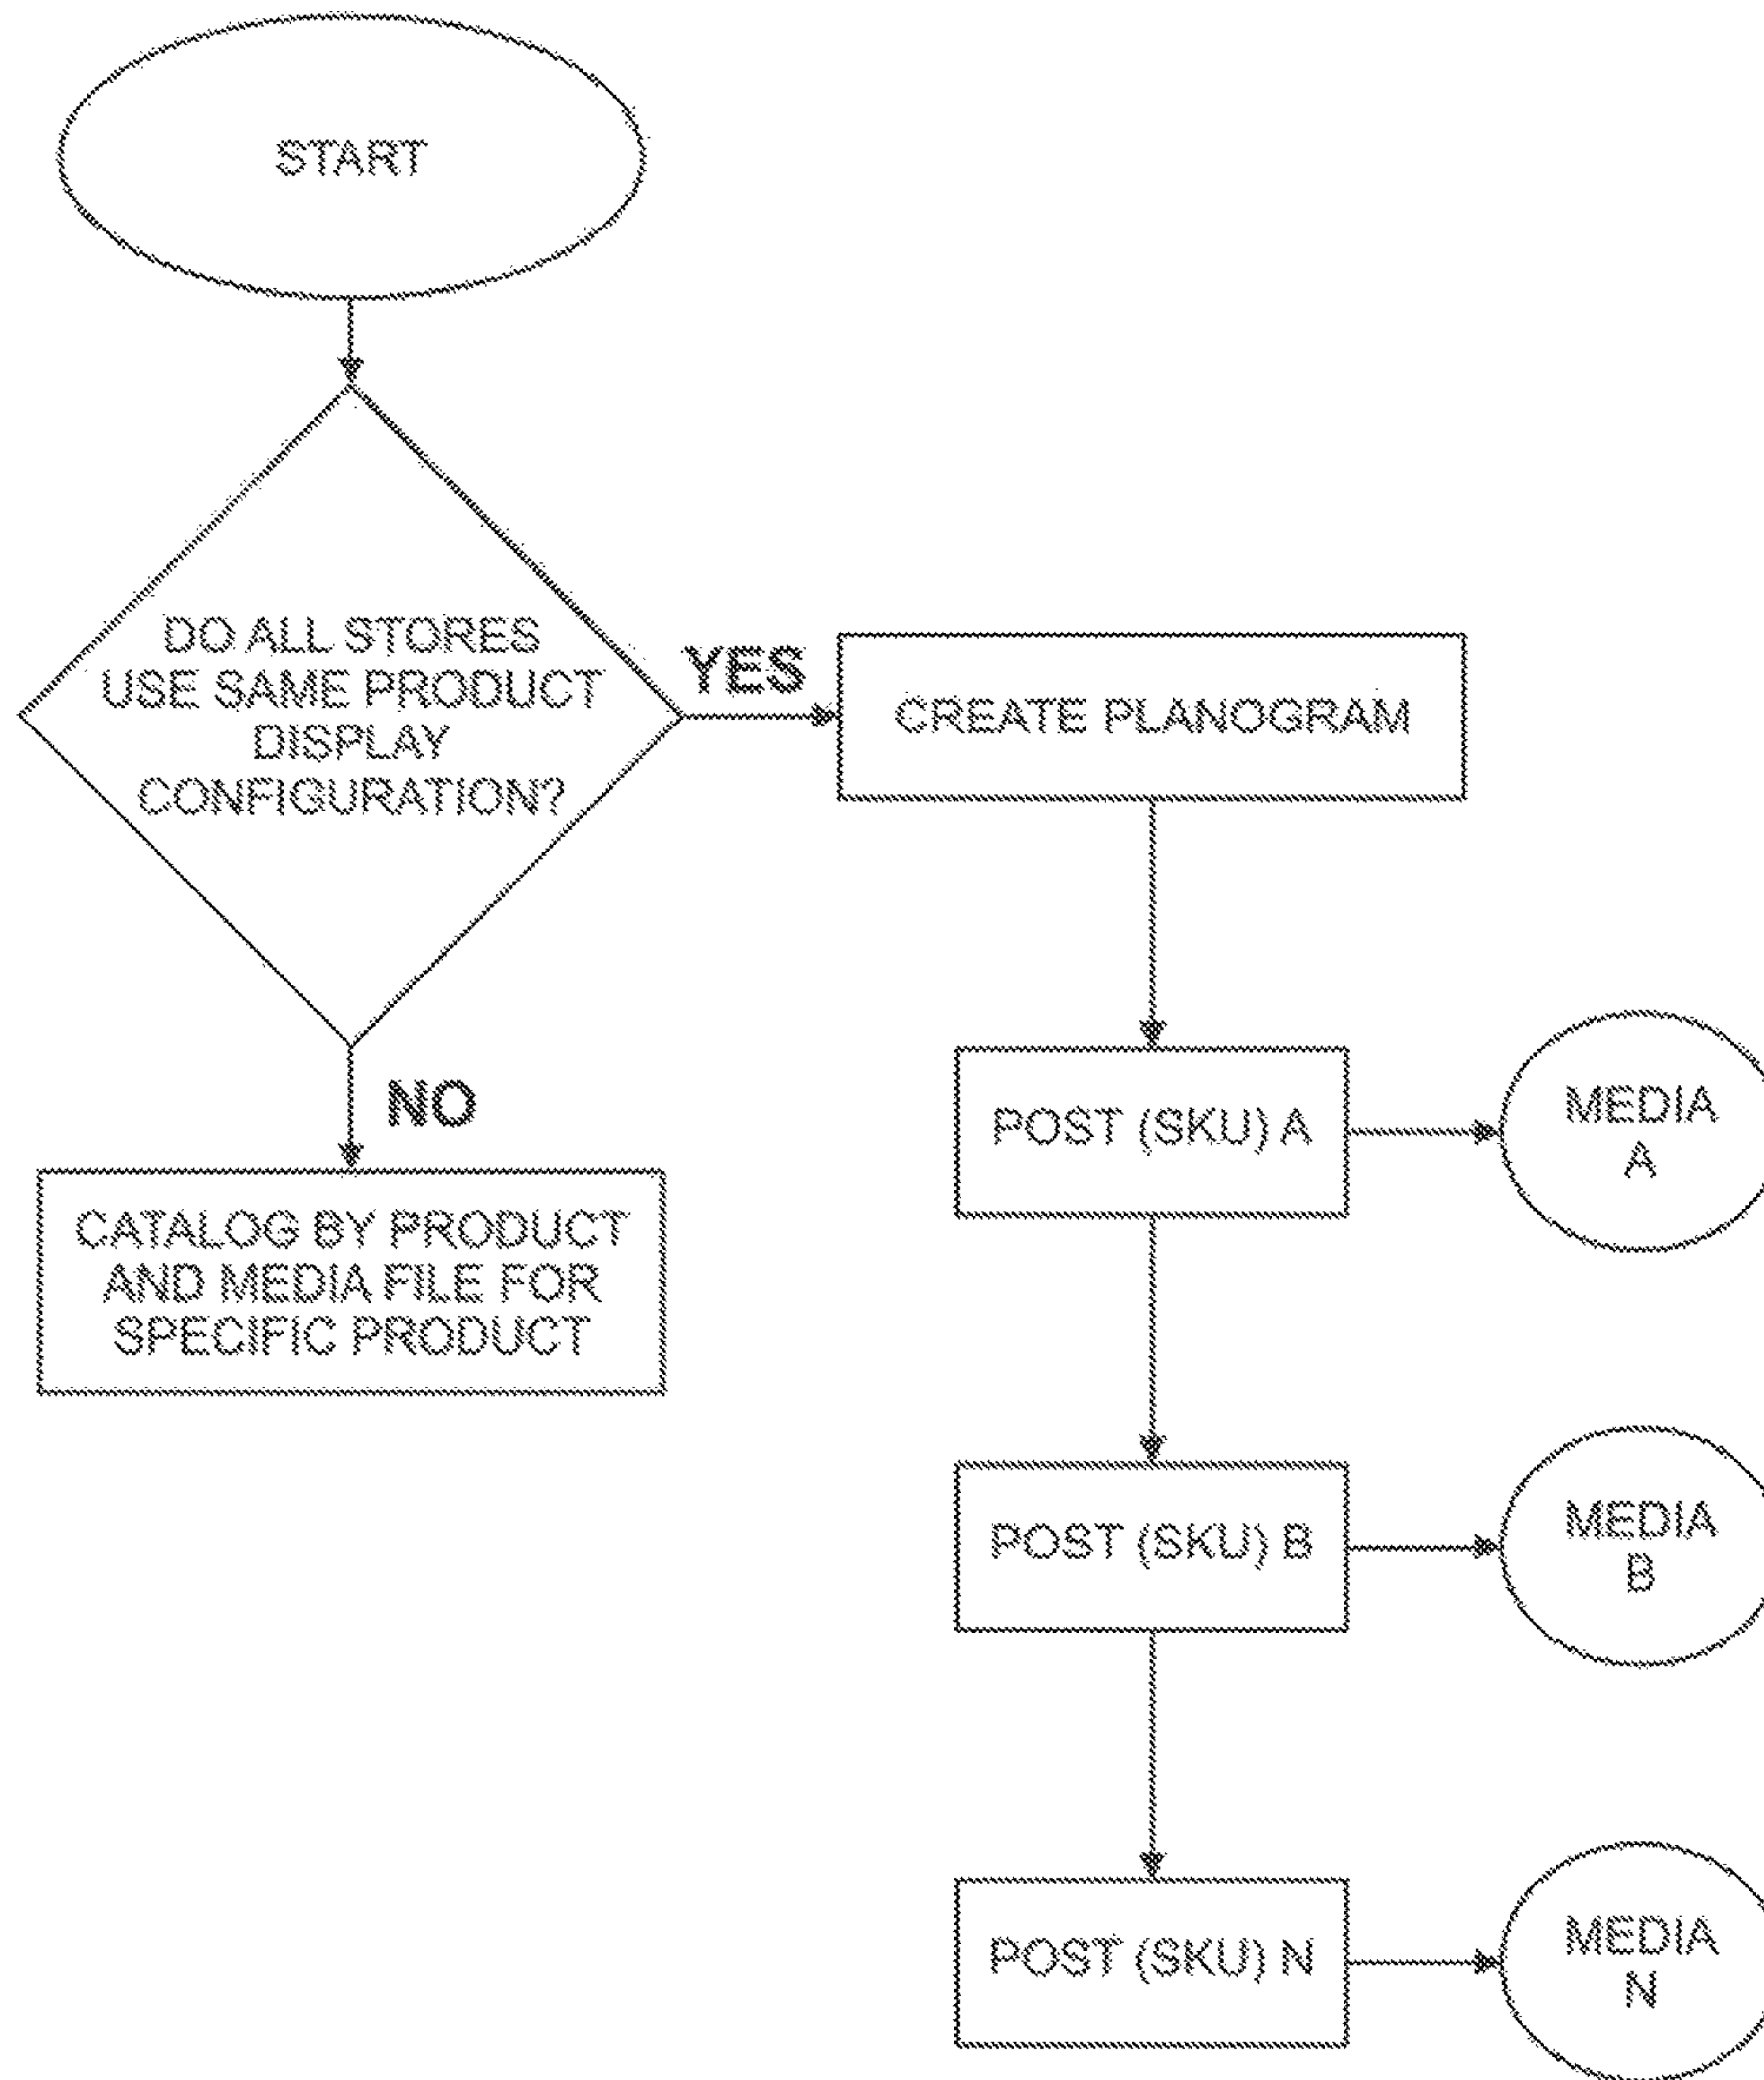 START
DO ALL STORES
USE SAME PRODUCT
DISPLAY
CONFIGURATION?
YES
CREATE PLANOGRAM
NO
CATALOG BY PRODUCT
AND MEDIA FILE FOR
SPECIFIC PRODUCT
POST (SKU) A
MEDIA
A
POST (SKU) B
MEDIA
B
POST (SKU) N
MEDIA
N